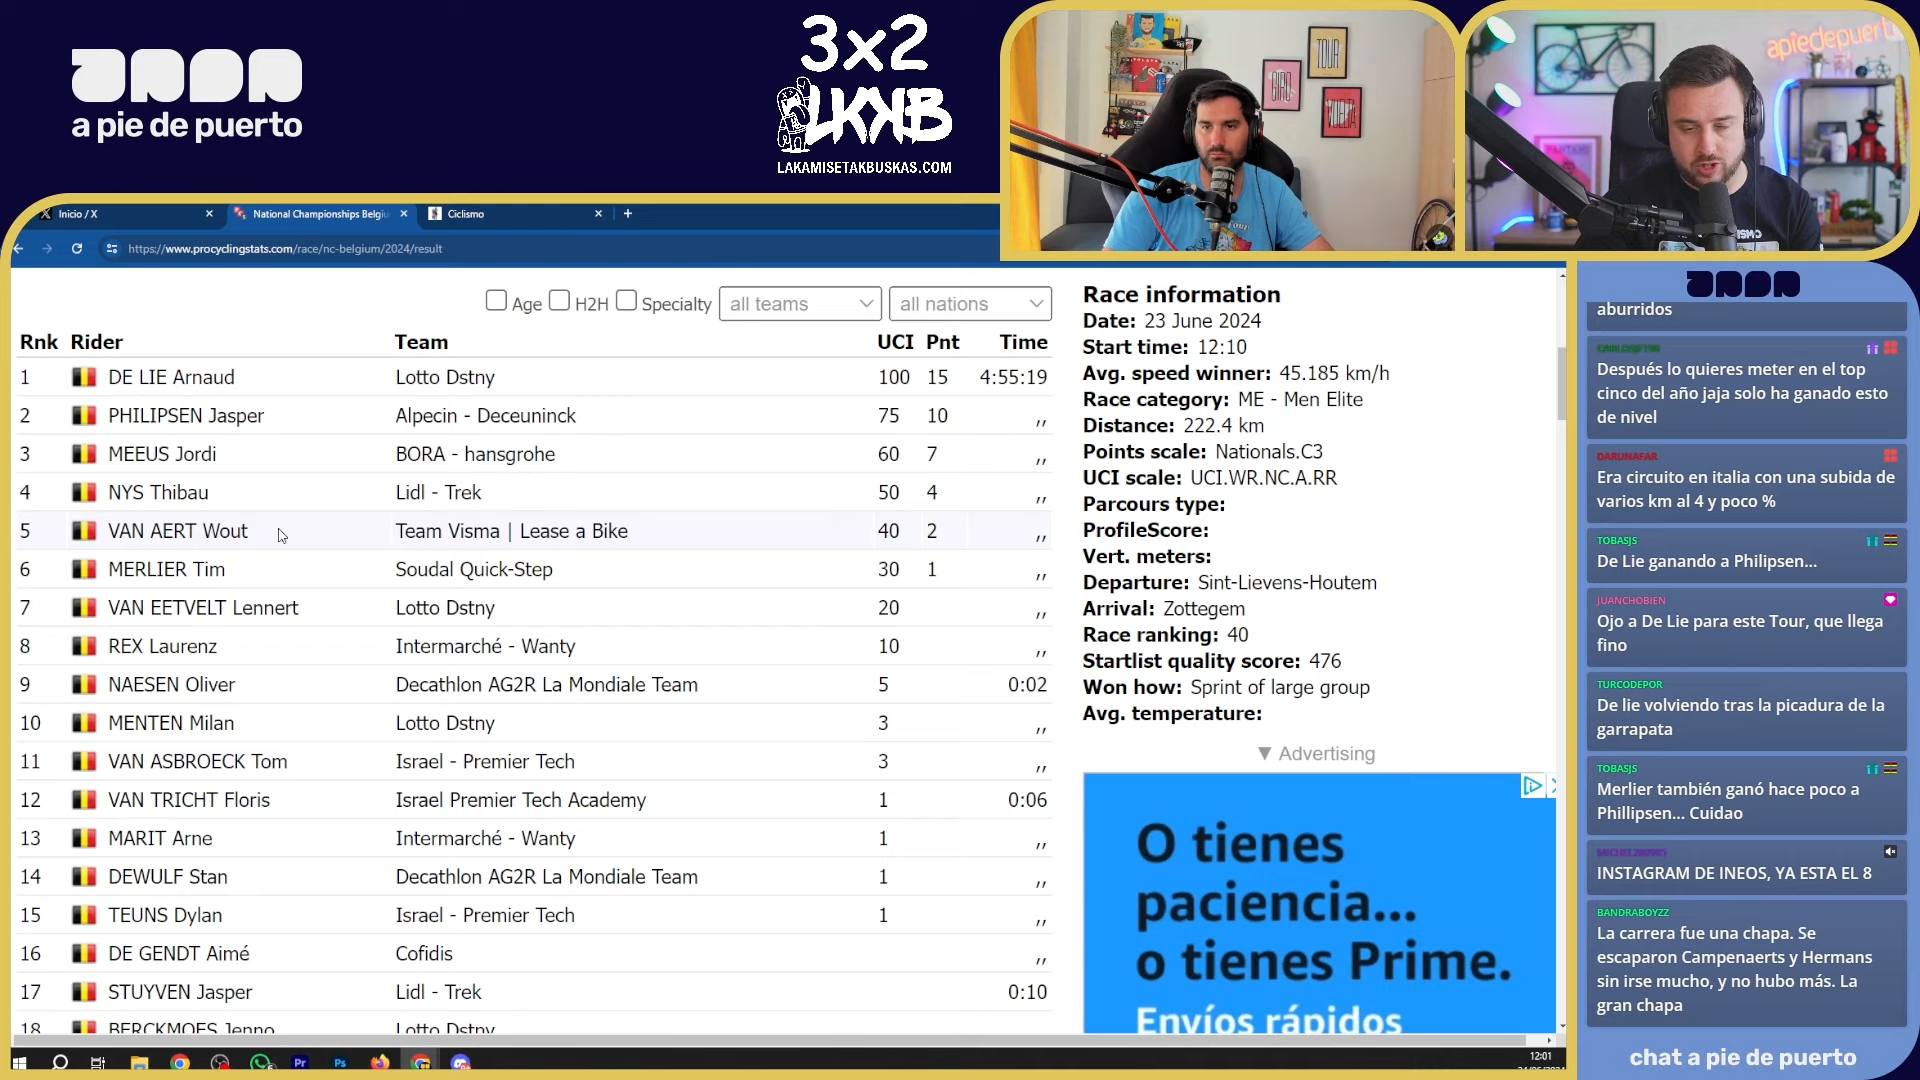 a pie de puerto
3x2
LKKB
LAKAMISETAKBUSKAS.COM
TOUR
GIRO
VUELTA
apiedepuerto
Inicio / X
National Championships Belgiu
Ciclismo
https://www.procyclingstats.com/race/nc-belgium/2024/result
Age H2H Specialty all teams all nations
Rnk Rider Team UCI Pnt Time
1 DE LIE Arnaud Lotto Dstny 100 15 4:55:19
2 PHILIPSEN Jasper Alpecin - Deceuninck 75 10 ,,
3 MEEUS Jordi BORA - hansgrohe 60 7 ,,
4 NYS Thibau Lidl - Trek 50 4 ,,
5 VAN AERT Wout Team Visma | Lease a Bike 40 2 ,,
6 MERLIER Tim Soudal Quick-Step 30 1 ,,
7 VAN EETVELT Lennert Lotto Dstny 20 ,,
8 REX Laurenz Intermarché - Wanty 10 ,,
9 NAESEN Oliver Decathlon AG2R La Mondiale Team 5 0:02
10 MENTEN Milan Lotto Dstny 3 ,,
11 VAN ASBROECK Tom Israel - Premier Tech 3 ,,
12 VAN TRICHT Floris Israel Premier Tech Academy 1 0:06
13 MARIT Arne Intermarché - Wanty 1 ,,
14 DEWULF Stan Decathlon AG2R La Mondiale Team 1 ,,
15 TEUNS Dylan Israel - Premier Tech 1 ,,
16 DE GENDT Aimé Cofidis ,,
17 STUYVEN Jasper Lidl - Trek 0:10
18 BERCKMOES Jenno Lotto Dstny
Race information
Date: 23 June 2024
Start time: 12:10
Avg. speed winner: 45.185 km/h
Race category: ME - Men Elite
Distance: 222.4 km
Points scale: Nationals.C3
UCI scale: UCI.WR.NC.A.RR
Parcours type:
ProfileScore:
Vert. meters:
Departure: Sint-Lievens-Houtem
Arrival: Zottegem
Race ranking: 40
Startlist quality score: 476
Won how: Sprint of large group
Avg. temperature:
▼ Advertising
O tienes
paciencia...
o tienes Prime.
Envíos rápidos
aburridos
Después lo quieres meter en el top
cinco del año jaja solo ha ganado esto
de nivel
DARUNAFAR
Era circuito en italia con una subida de
varios km al 4 y poco %
TOBASJS
De Lie ganando a Philipsen...
JUANCHOBIEN
Ojo a De Lie para este Tour, que llega
fino
TURCODEPOR
De lie volviendo tras la picadura de la
garrapata
TOBASJS
Merlier también ganó hace poco a
Phillipsen... Cuidao
INSTAGRAM DE INEOS, YA ESTA EL 8
BANDRABOYZZ
La carrera fue una chapa. Se
escaparon Campenaerts y Hermans
sin irse mucho, y no hubo más. La
gran chapa
chat a pie de puerto
Pr
Ps
12:01